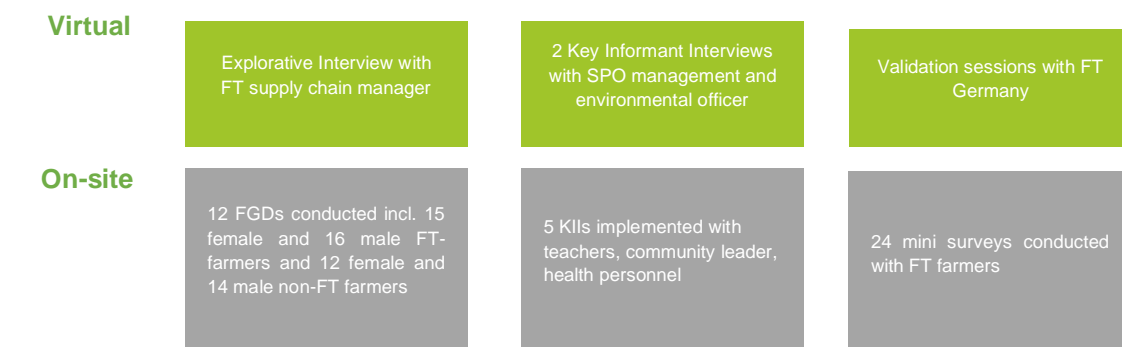 Virtual
Explorative Interview with
FT supply chain manager
2 Key Informant Interviews
with SPO management and
environmental officer
Validation sessions with FT
Germany
On-site
12 FGDs conducted incl. 15
female and 16 male FT-
farmers and 12 female and
14 male non-FT farmers
5 KIIs implemented with
teachers, community leader,
health personnel
24 mini surveys conducted
with FT farmers